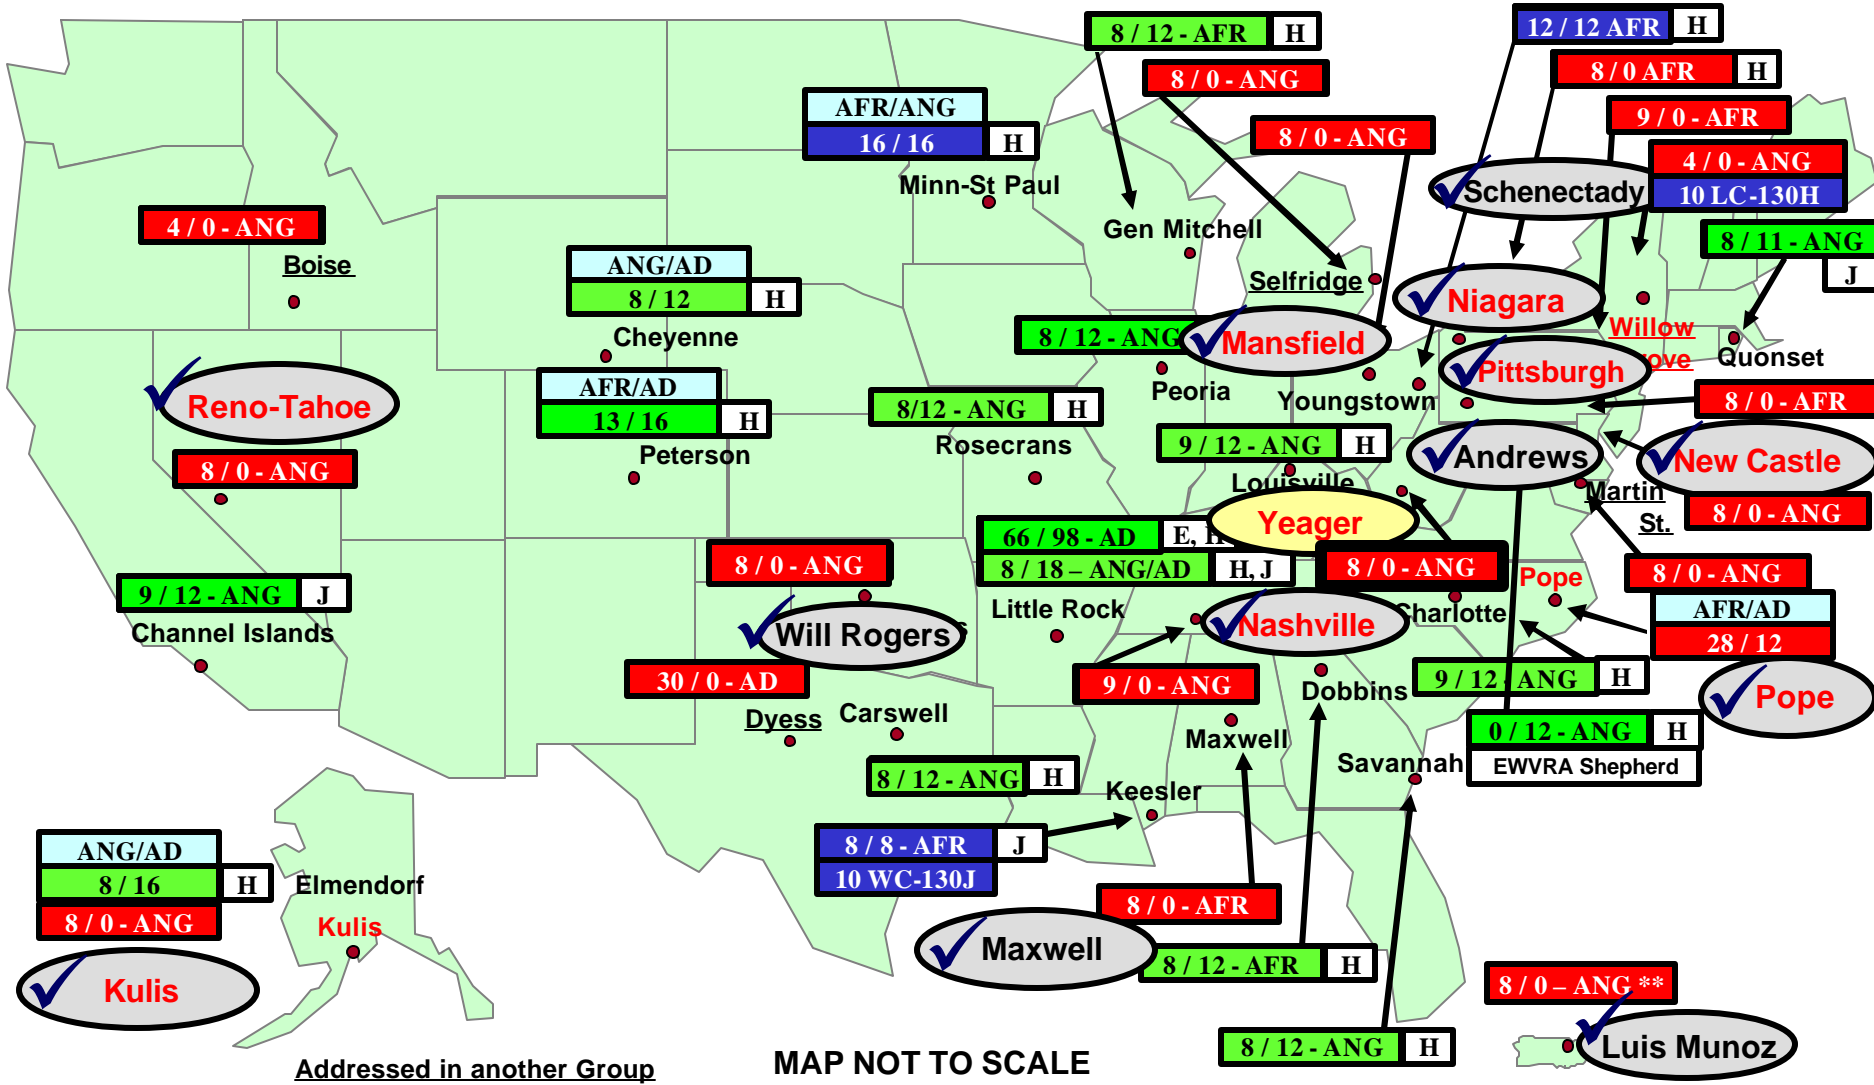 8 / 12 - AFR H
12 / 12 AFR H
8 / 0 - ANG
8 / 0 AFR H
AFR/ANG
16 / 16 H
Minn-St Paul
8 / 0 - ANG
9 / 0 - AFR
4 / 0 - ANG
10 LC-130H
Schenectady
4 / 0 - ANG
Boise
Gen Mitchell
8 / 11 - ANG
J
ANG/AD
8 / 12 H
Cheyenne
Selfridge
Niagara
8 / 12 - ANG
Mansfield
Willow
Quonset
Peoria
Pittsburgh
Reno-Tahoe
AFR/AD
13 / 16 H
Peterson
8/12 - ANG H
Rosecrans
Youngstown
8 / 0 - AFR
9 / 12 - ANG H
Louisville
Andrews
New Castle
8 / 0 - ANG
Martin
St.
8 / 0 - ANG
Yeager
66 / 98 - AD E, H
8 / 18 – ANG/AD H, J
Little Rock
8 / 0 - ANG
8 / 0 - ANG
Charlotte
Pope
8 / 0 - ANG
AFR/AD
28 / 12
Pope
9 / 12 - ANG J
Channel Islands
Will Rogers
Nashville
30 / 0 - AD
Dyess
Carswell
9 / 0 - ANG
Dobbins
9 / 12 - ANG H
Maxwell
0 / 12 - ANG H
EWVRA Shepherd
Savannah
8 / 12 - ANG H
Keesler
8 / 8 - AFR J
10 WC-130J
ANG/AD
8 / 16 H
8 / 0 - ANG
Elmendorf
Kulis
Kulis
8 / 0 - AFR
Maxwell
8 / 12 - AFR H
8 / 0 – ANG **
Luis Munoz
8 / 12 - ANG H
Addressed in another Group
MAP NOT TO SCALE